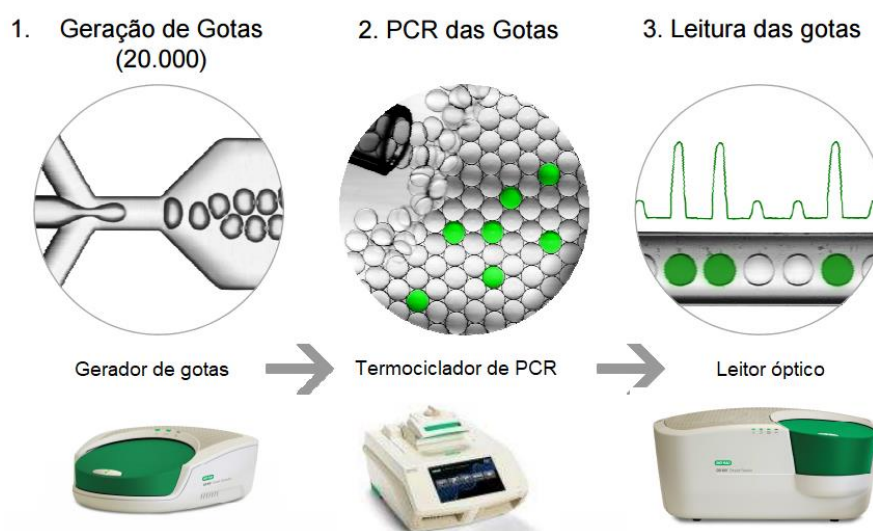 1. Geração de Gotas
(20.000)
2. PCR das Gotas
3. Leitura das gotas
Gerador de gotas
Termociclador de PCR
Leitor óptico